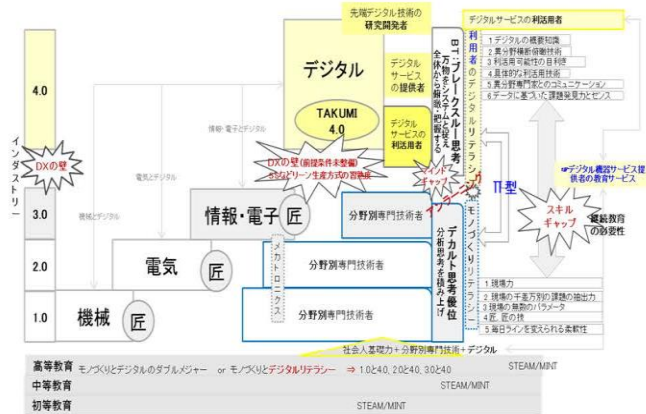 先端デジタル技術の
研究開発者
デジタルサービスの利活用者
デジタル
デジタル
サービス
の提供者
TAKUMI
4.0
デジタル
サービスの
利活用者
BT:ブレークスルー思考
万物をシステムと捉え
全体から俯瞰・把握する
利用者のデジタルリテラシー
1.デジタルの概要知識
2.異分野横断俯瞰技術
3.利活用可能性の目利き
4.具体的な利活用技術
5.異分野専門家とのコミュニケーション
6.データに基づいた課題発見力とセンス
インダストリー
4.0
DXの壁
3.0
2.0
1.0
情報・電子とデジタル
電気とデジタル
機械とデジタル
DXの壁(前提条件未整備)
マインド
ギャップ
Π型
デジタル機器サービス提
供者の教育サービス
スキル
ギャップ
継続教育
の必要性
情報・電子
匠
電気
匠
機械
匠
メカトロニクス
分野別専門技術者
分野別専門技術者
分野別専門技術者
デカルト思考優位
分析思考を積み上げ
モノづくりリテラシー
1.現場力
2.現場の千差万別の課題の抽出力
3.現場の無数のパラメータ
4.匠、匠の技
5.毎日ラインを変えられる柔軟性
社会人基礎力+分野別専門技術+デジタル
高等教育 モノづくりとデジタルのダブルメジャー or モノづくりとデジタルリテラシー ⇒ 1.0と4.0, 2.0と4.0, 3.0と4.0 STEAM/MINT
中等教育 STEAM/MINT
初等教育 STEAM/MINT